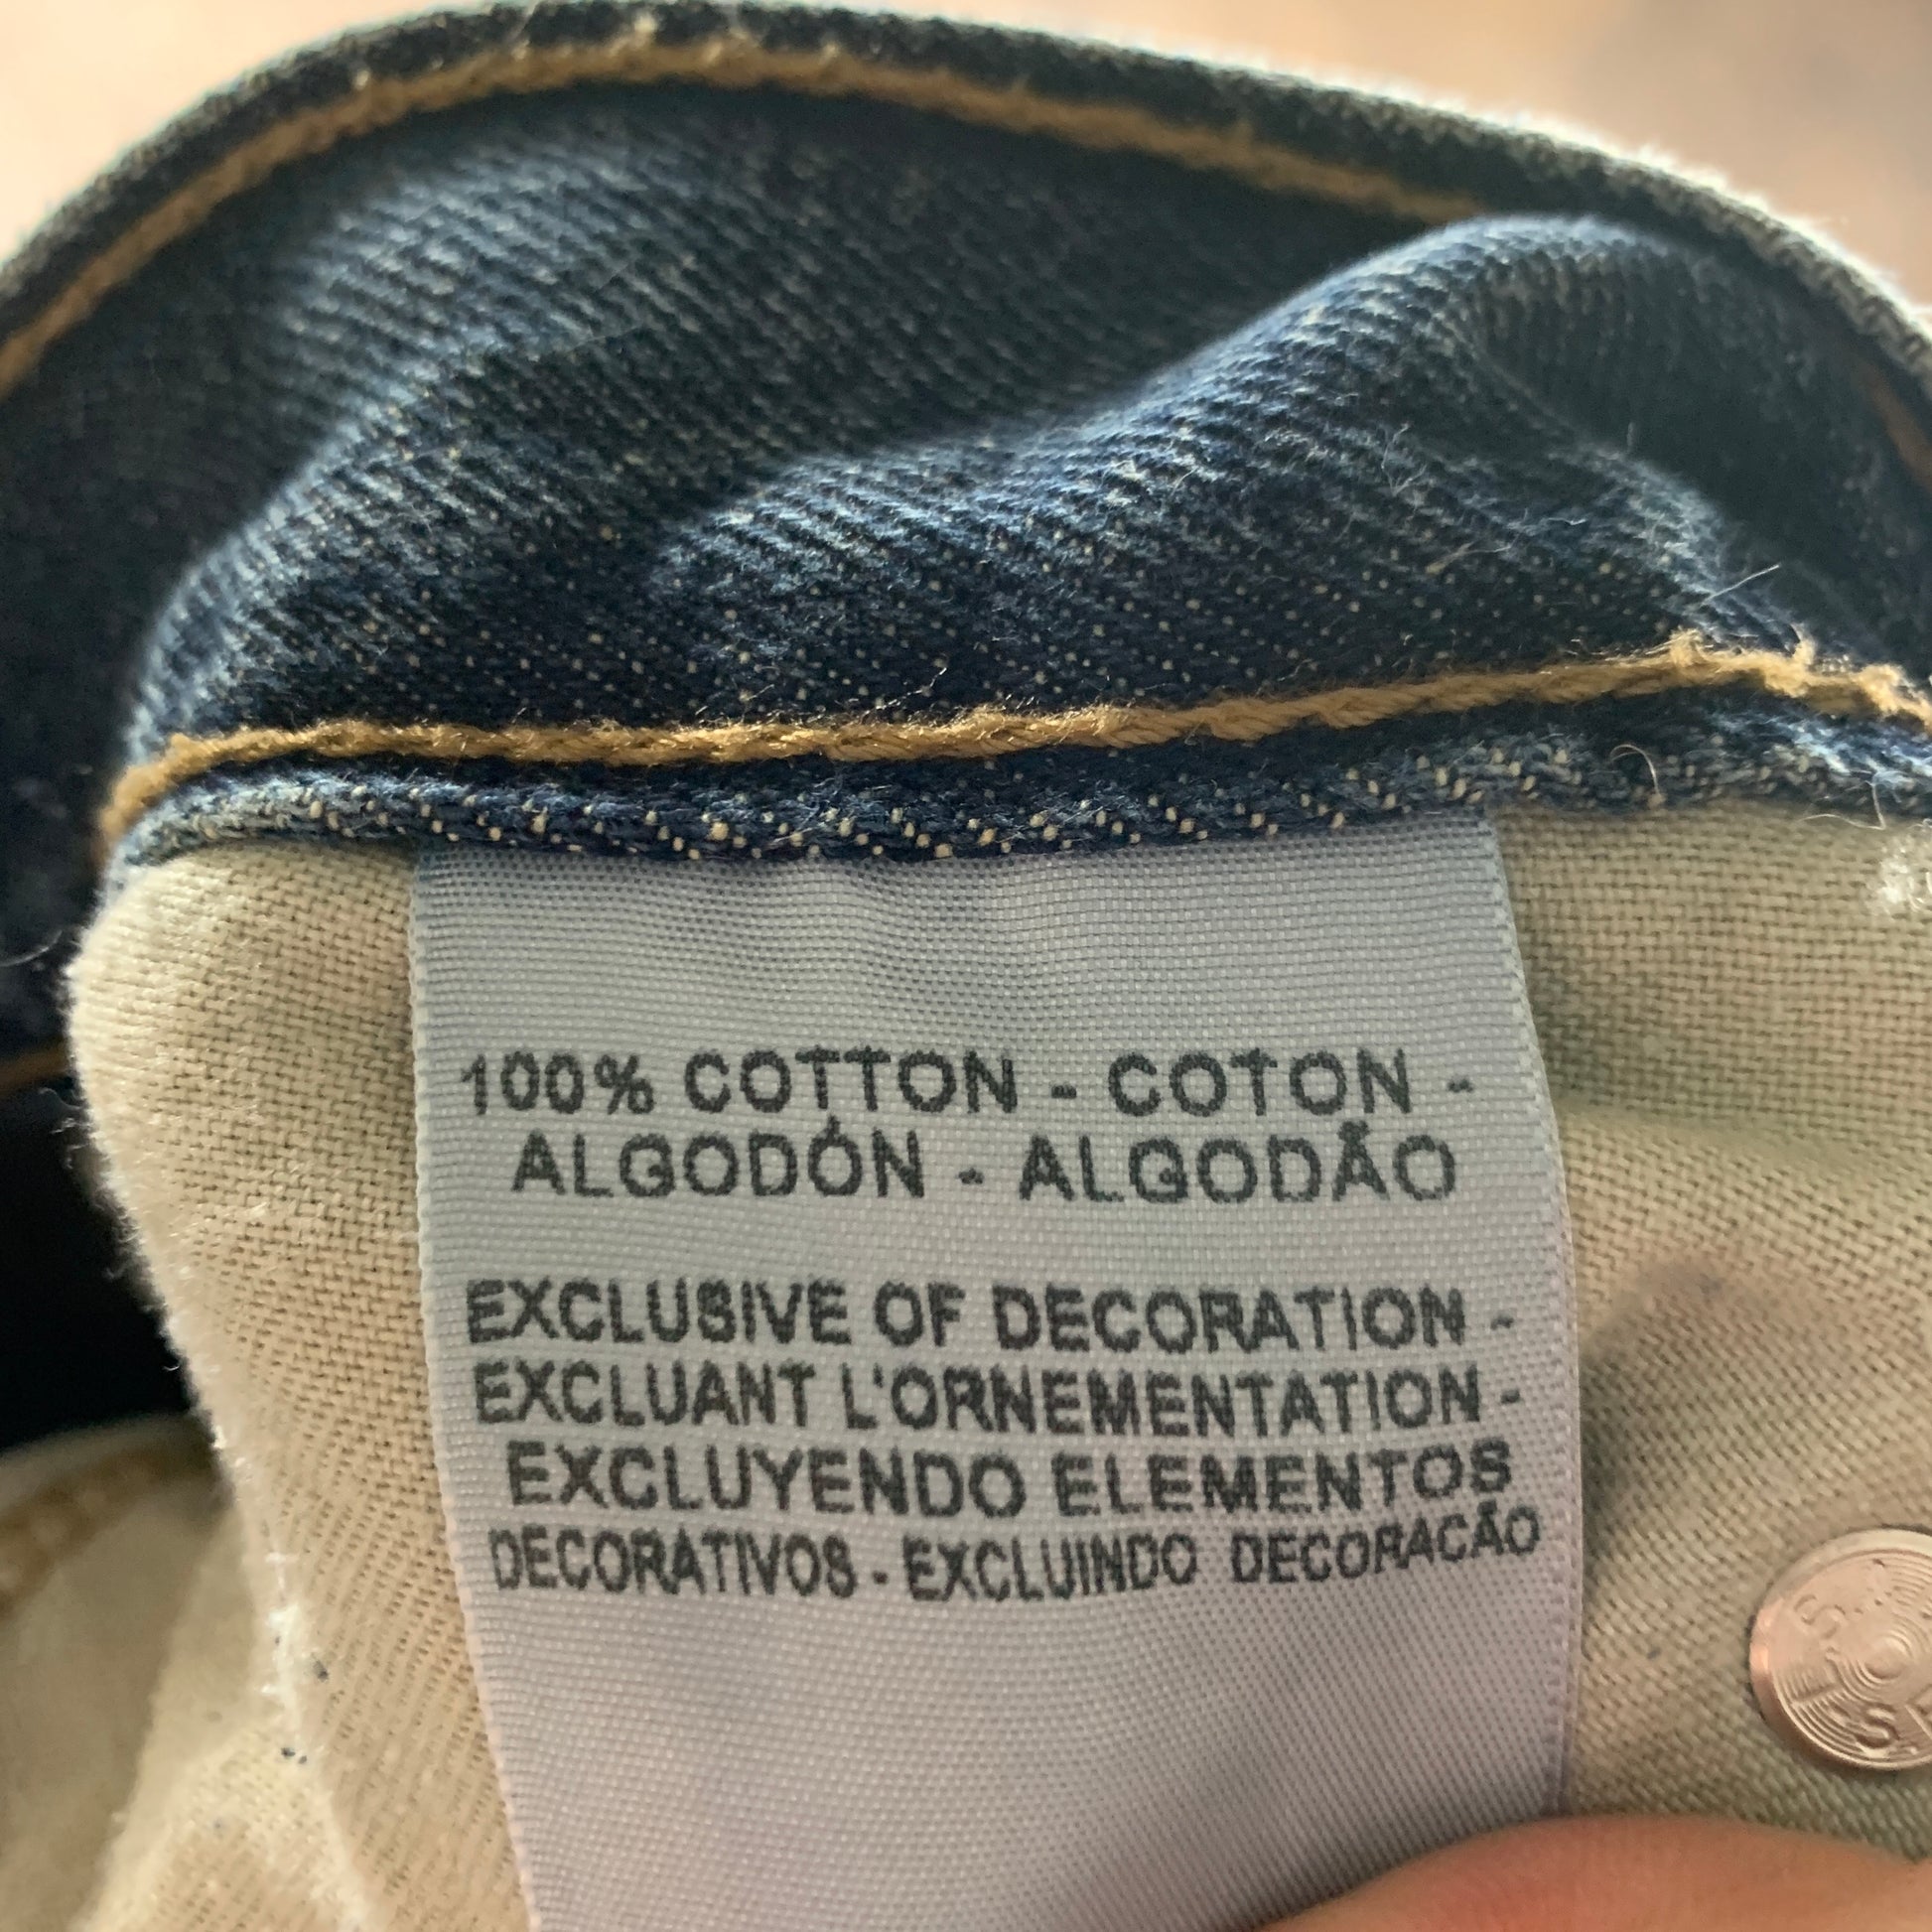 100% COTTON - COTON -
ALGODÓN - ALGODÃO
EXCLUSIVE OF DECORATION -
EXCLUANT L'ORNEMENTATION -
EXCLUYENDO ELEMENTOS
DECORATIVOS - EXCLUINDO DECORACÃO